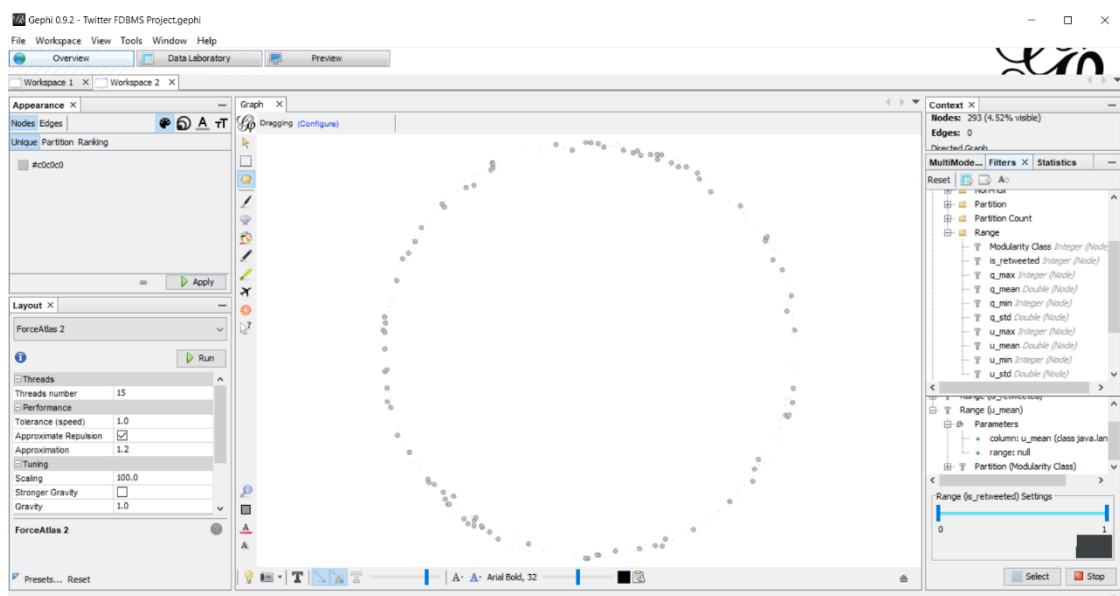 Gephi 0.9.2 - Twitter FDBMS Project.gephi
File Workspace View Tools Window Help
Overview Data Laboratory Preview
Workspace 1 Workspace 2
Appearance
Nodes Edges
Unique Partition Ranking
#c0c0c0
Apply
Layout
ForceAtlas 2
Run
Threads
Threads number 15
Performance
Tolerance (speed) 1.0
Approximate Repulsion
Approximation 1.2
Tuning
Scaling 100.0
Stronger Gravity
Gravity 1.0
ForceAtlas 2
Presets... Reset
Graph
Dragging (Configure)
Arial Bold, 32
Context
Nodes: 293 (4.52% visible)
Edges: 0
Directed Graph
MultiMode... Filters Statistics
Reset
Non-null
Partition
Partition Count
Range
Modularity Class Integer (Node
is_retweeted Integer (Node)
q_max Integer (Node)
q_mean Double (Node)
q_min Integer (Node)
q_std Double (Node)
u_max Integer (Node)
u_mean Double (Node)
u_min Integer (Node)
u_std Double (Node)
Range (is_retweeted)
Range (u_mean)
Parameters
column: u_mean (class java.lan
range: null
Partition (Modularity Class)
Range (is_retweeted) Settings
0 1
Select Stop